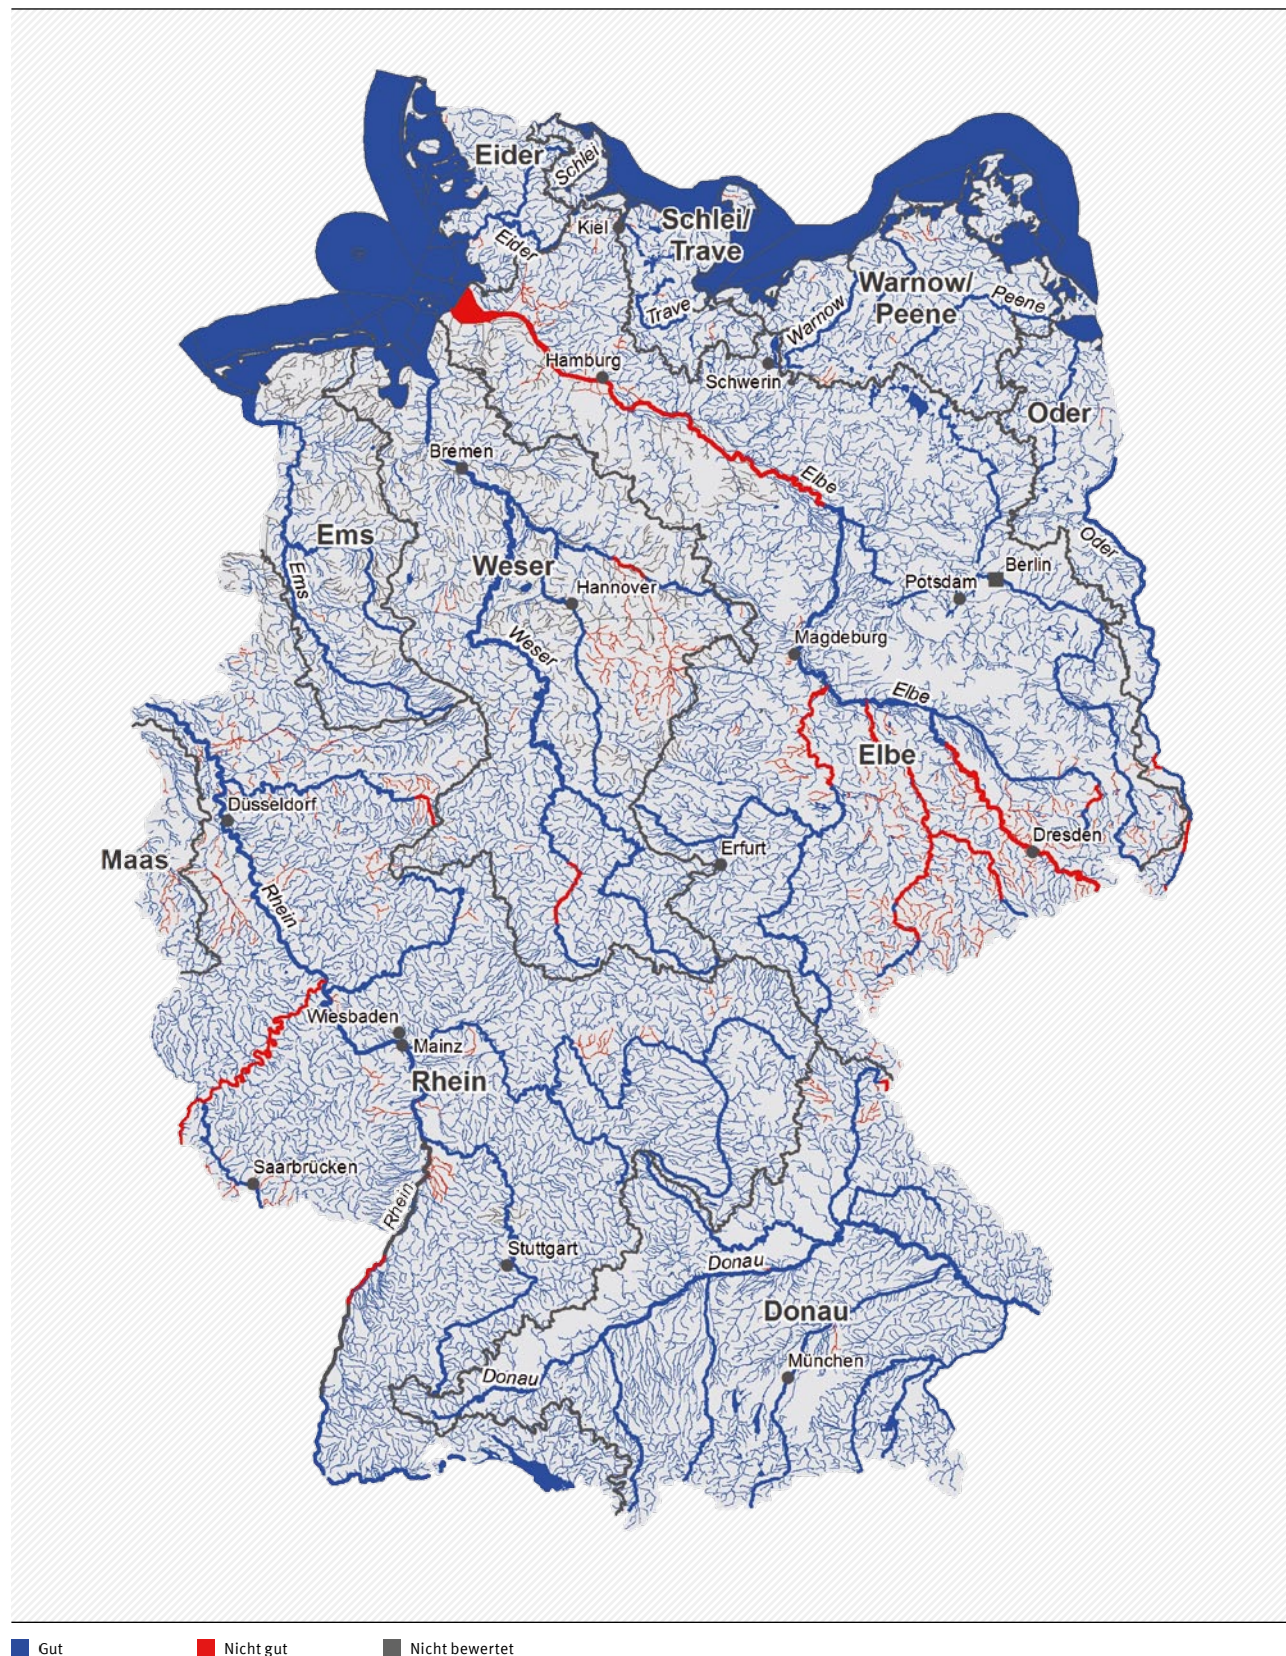 Eider
Schlei
Kiel
Schlei/
Trave
Eider
Warnow/
Peene
Peene
Trave
Warnow
Hamburg
Schwerin
Oder
Bremen
Elbe
Ems
Oder
Weser
Ems
Berlin
Potsdam
Hannover
Weser
Magdeburg
Elbe
Elbe
Düsseldorf
Dresden
Erfurt
Maas
Rhein
Wiesbaden
Mainz
Rhein
Saarbrücken
Rhein
Stuttgart
Donau
Donau
München
Donau
Gut
Nicht gut
Nicht bewertet